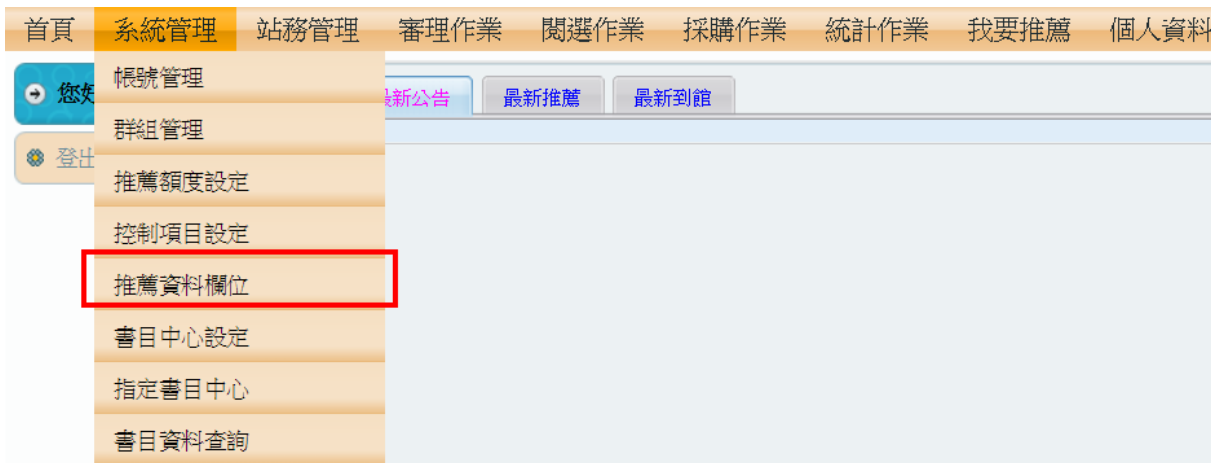 首頁 系統管理 站務管理 審理作業 閱選作業 採購作業 統計作業 我要推薦 個人資料
您好 最新公告 最新推薦 最新到館
登出
帳號管理
群組管理
推薦額度設定
控制項目設定
推薦資料欄位
書目中心設定
指定書目中心
書目資料查詢